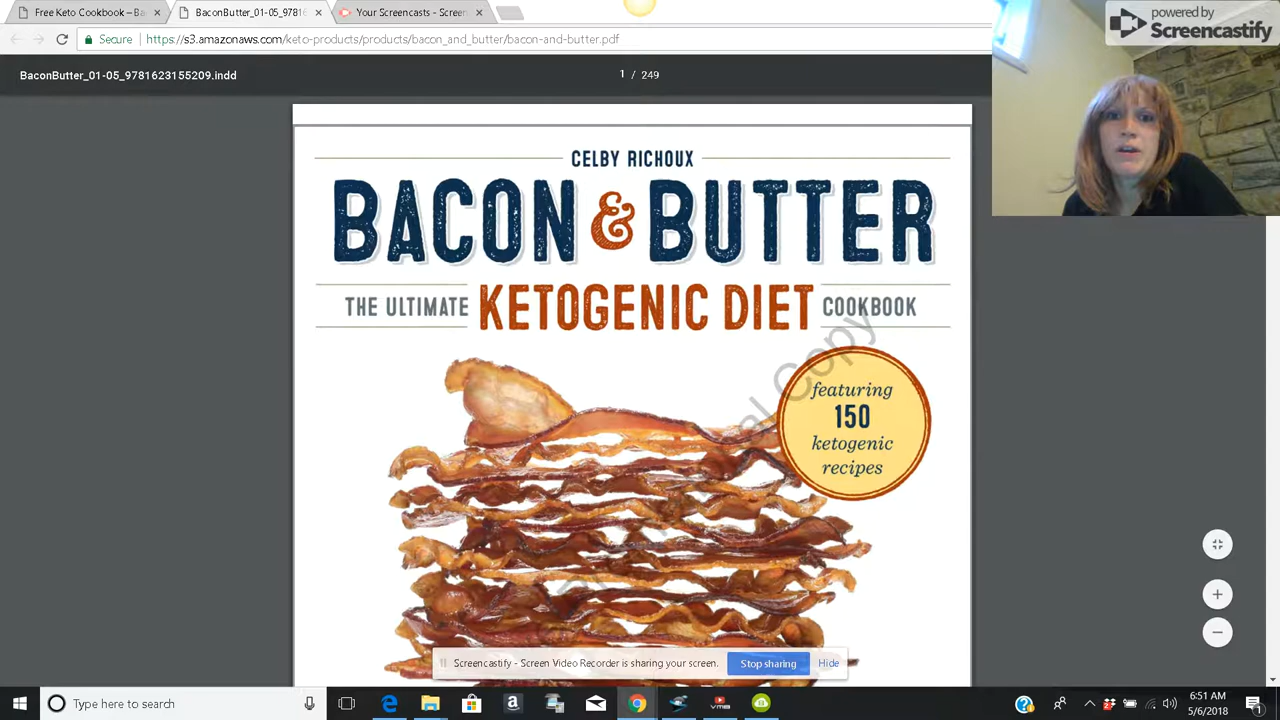 Free Keto Cookbook – Ba
BaconButter_01-05_9781
Your Screencasts - Screen
powered by
Screencastify
Secure
https://s3.amazonaws.com/keto-products/products/bacon_and_butter/bacon-and-butter.pdf
BaconButter_01-05_9781623155209.indd
1 / 249
CELBY RICHOUX
BACON & BUTTER
THE ULTIMATE KETOGENIC DIET COOKBOOK
featuring
150
ketogenic
recipes
Copy
Screencastify - Screen Video Recorder is sharing your screen.
Stop sharing
Hide
Type here to search
6:51 AM
5/6/2018